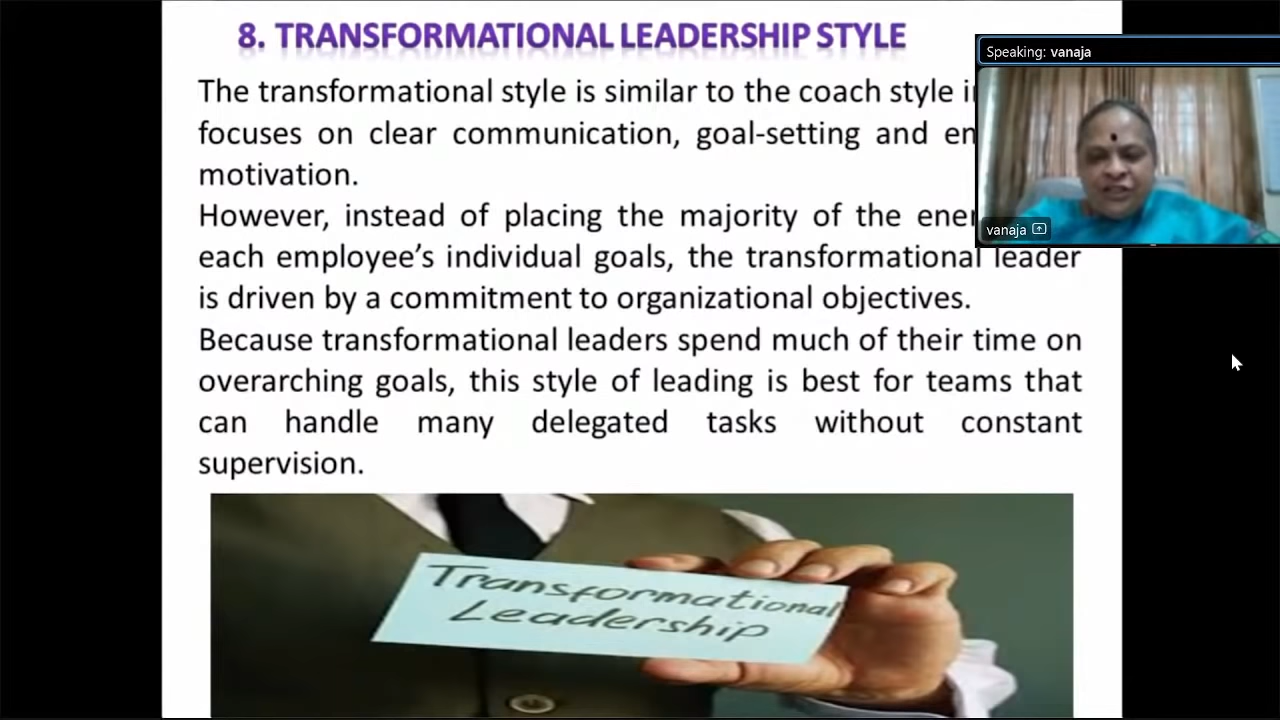 8. TRANSFORMATIONAL LEADERSHIP STYLE
Speaking: vanaja
The transformational style is similar to the coach style
focuses on clear communication, goal-setting and
motivation.
However, instead of placing the majority of the
vanaja
each employee's individual goals, the transformational leader
is driven by a commitment to organizational objectives.
Because transformational leaders spend much of their time on
overarching goals, this style of leading is best for teams that
can handle many delegated tasks without constant
supervision.
Transformational
Leadership